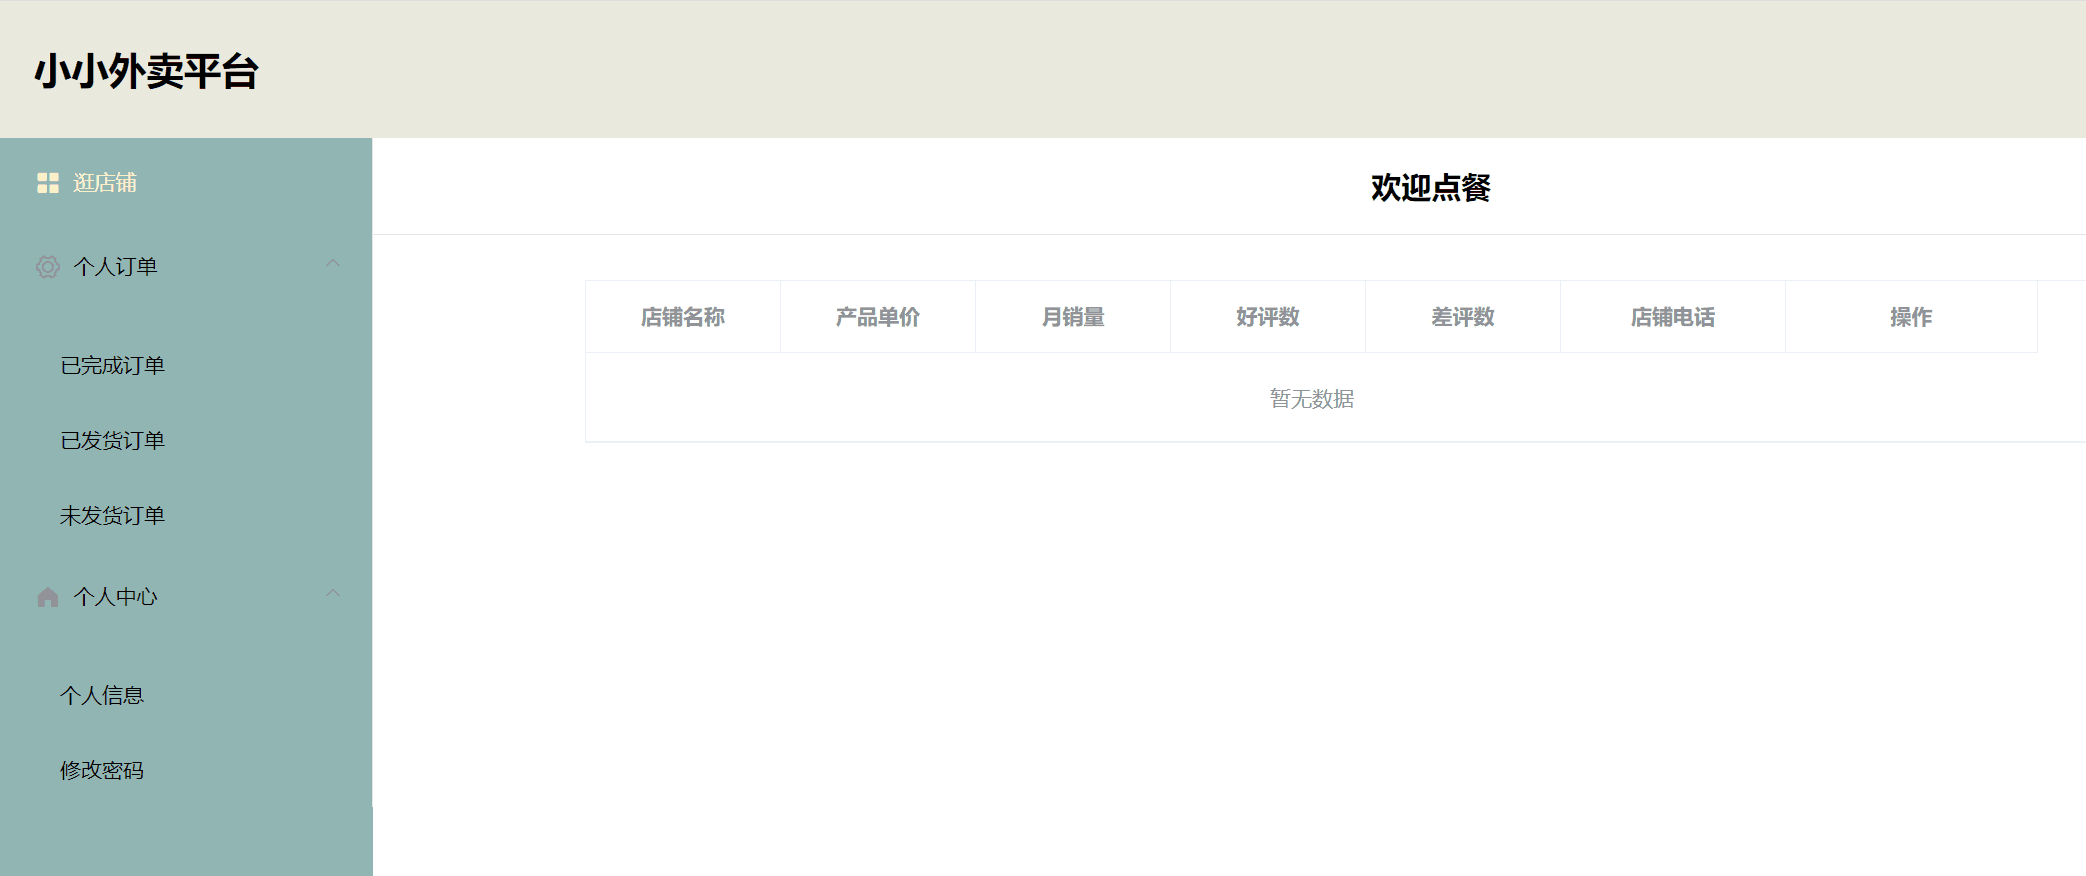 小小外卖平台
逛店铺
个人订单
已完成订单
已发货订单
未发货订单
个人中心
个人信息
修改密码
欢迎点餐
店铺名称 产品单价 月销量 好评数 差评数 店铺电话 操作
暂无数据